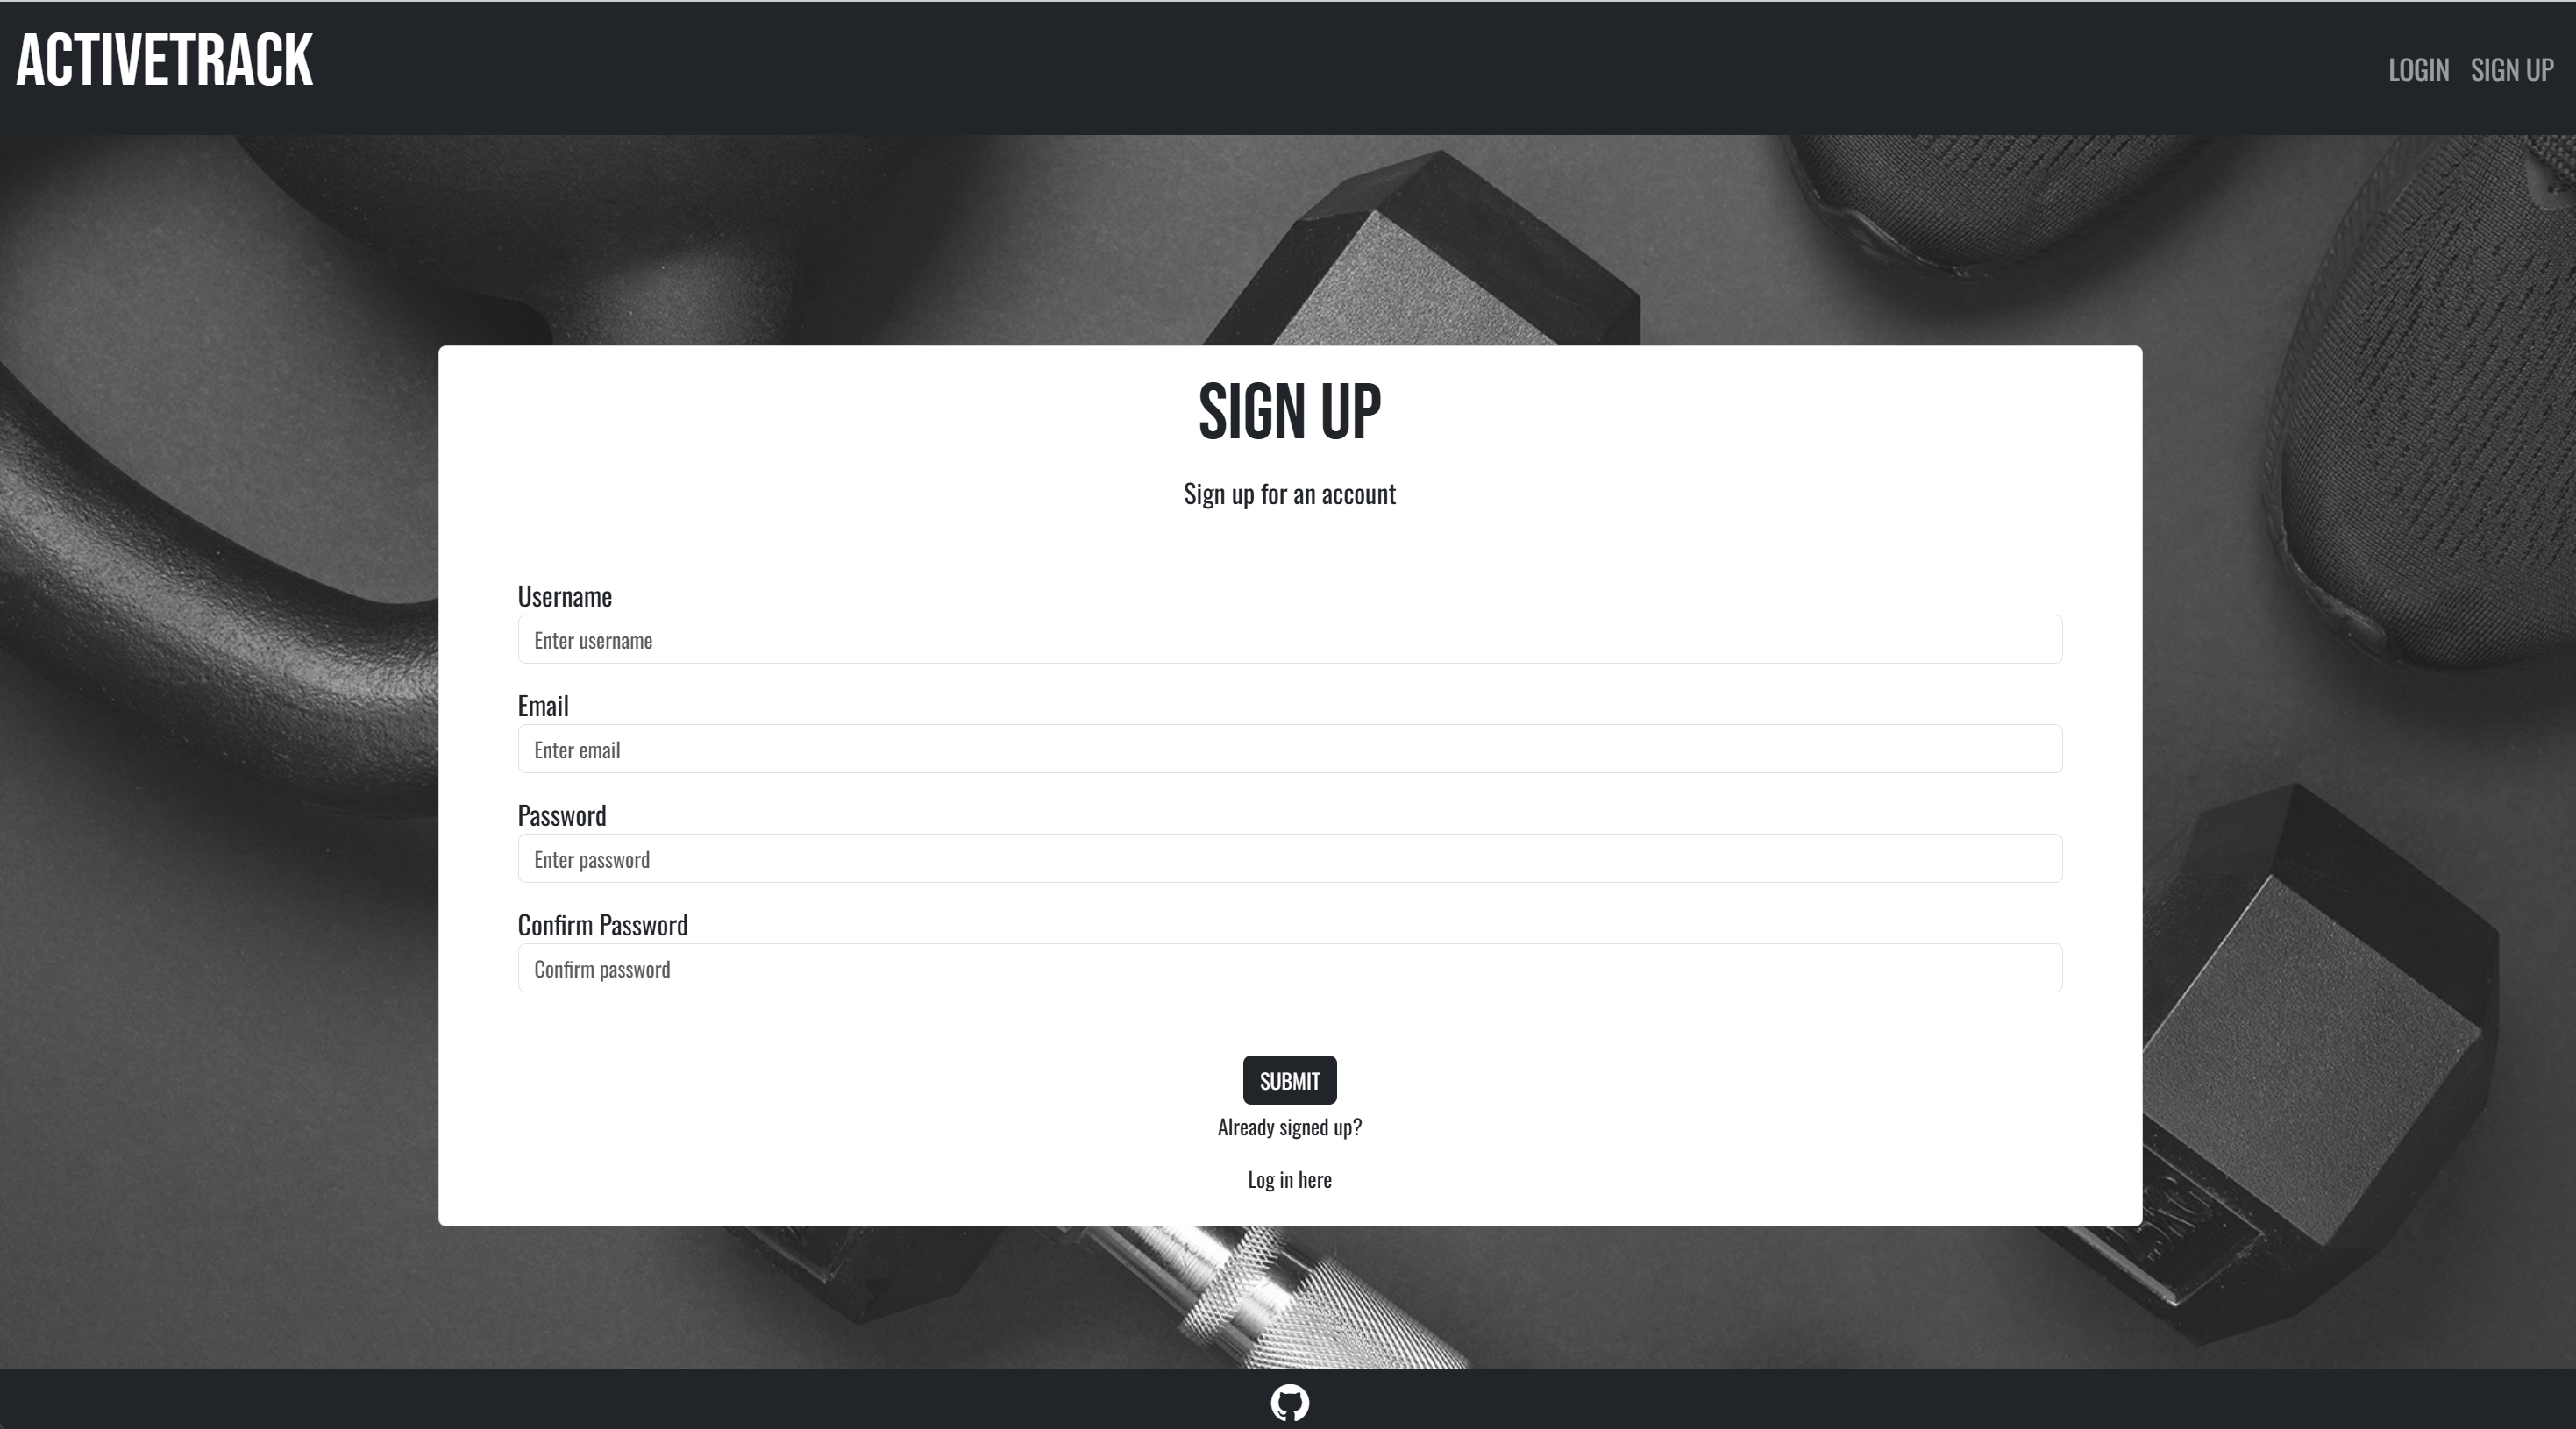 ACTIVETRACK
LOGIN SIGN UP
SIGN UP
Sign up for an account
Username
Enter username
Email
Enter email
Password
Enter password
Confirm Password
Confirm password
SUBMIT
Already signed up?
Log in here